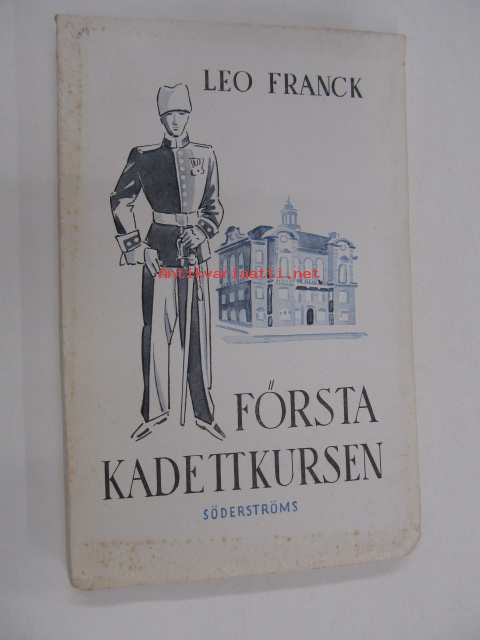 LEO FRANCK
Antikvariaatti.net
FÖRSTA
KADETTKURSEN
SÖDERSTRÖMS